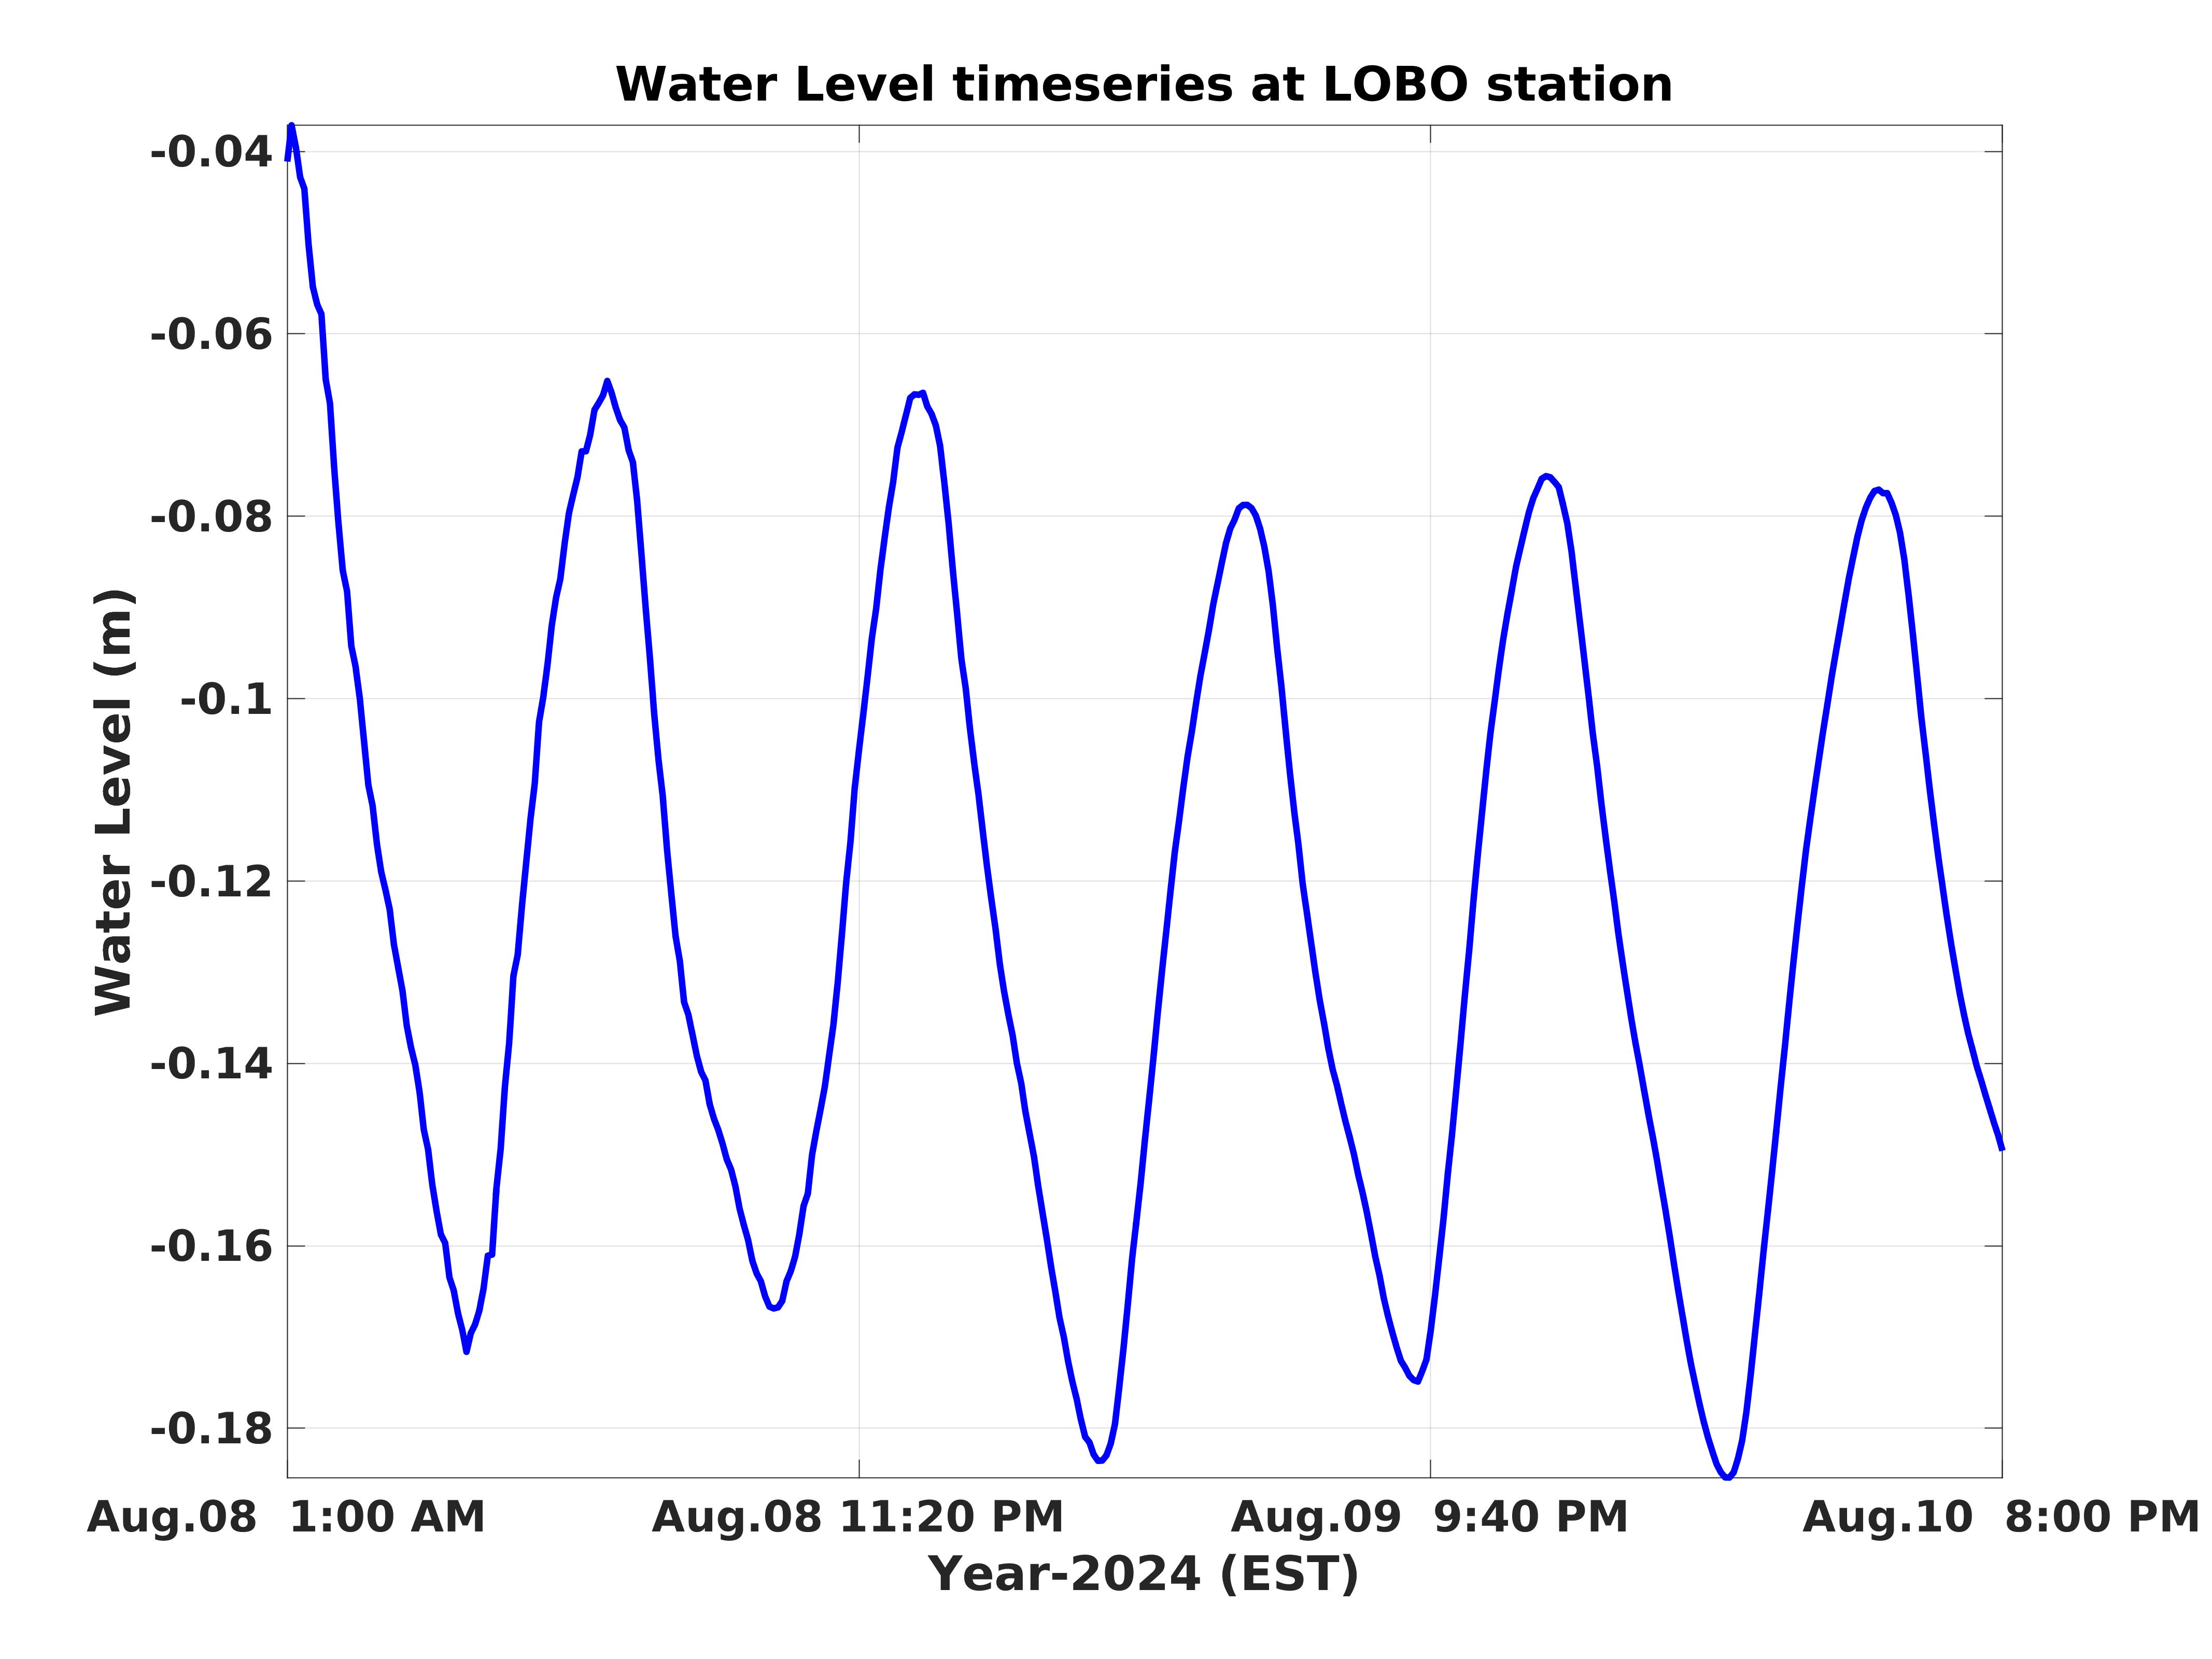 Water Level timeseries at LOBO station
-0.04
-0.06
-0.08
-0.1
-0.12
-0.14
-0.16
-0.18
Water Level (m)
Aug.08  1:00 AM
Aug.08 11:20 PM
Aug.09  9:40 PM
Aug.10  8:00 PM
Year-2024 (EST)